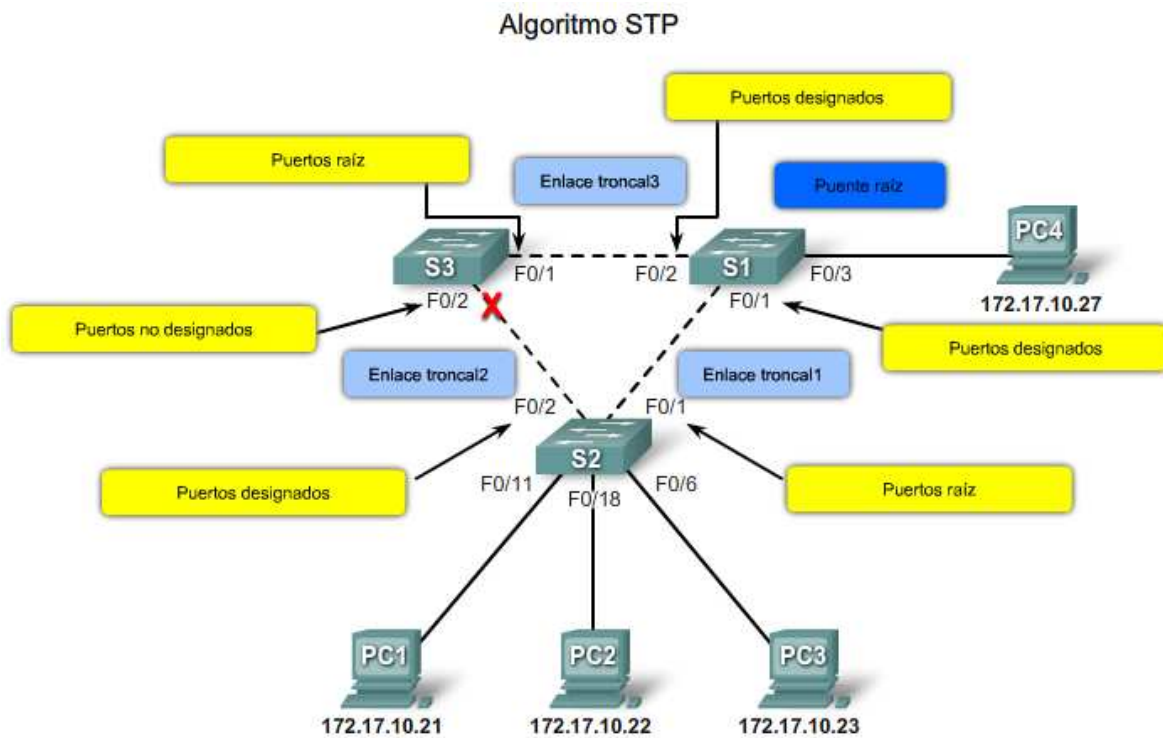 Algoritmo STP
Puertos designados
Puertos raíz
Enlace troncal3
Puente raíz
PC4
S3
F0/1
F0/2
S1
F0/3
F0/2
F0/1
172.17.10.27
Puertos no designados
Puertos designados
Enlace troncal2
Enlace troncal1
F0/2
F0/1
S2
Puertos designados
F0/11
F0/6
Puertos raíz
F0/18
PC1
PC2
PC3
172.17.10.21
172.17.10.22
172.17.10.23